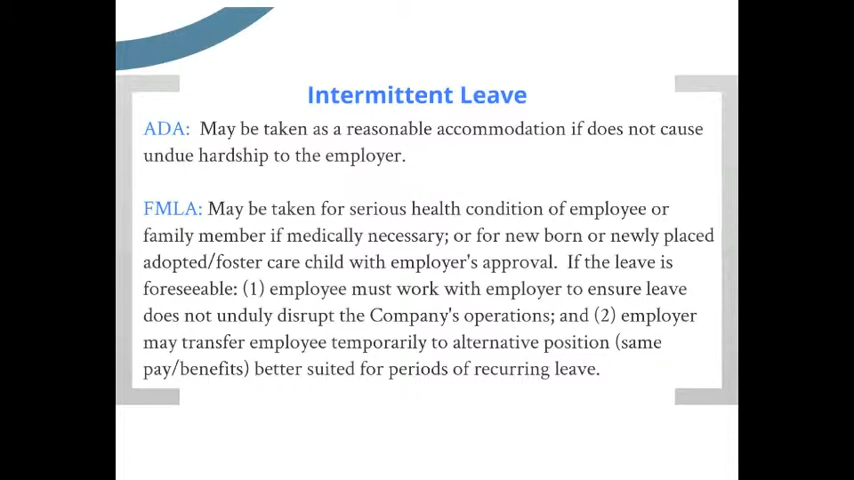 Intermittent Leave
ADA: May be taken as a reasonable accommodation if does not cause
undue hardship to the employer.
FMLA: May be taken for serious health condition of employee or
family member if medically necessary; or for new born or newly placed
adopted/foster care child with employer's approval. If the leave is
foreseeable: (1) employee must work with employer to ensure leave
does not unduly disrupt the Company's operations; and (2) employer
may transfer employee temporarily to alternative position (same
pay/benefits) better suited for periods of recurring leave.